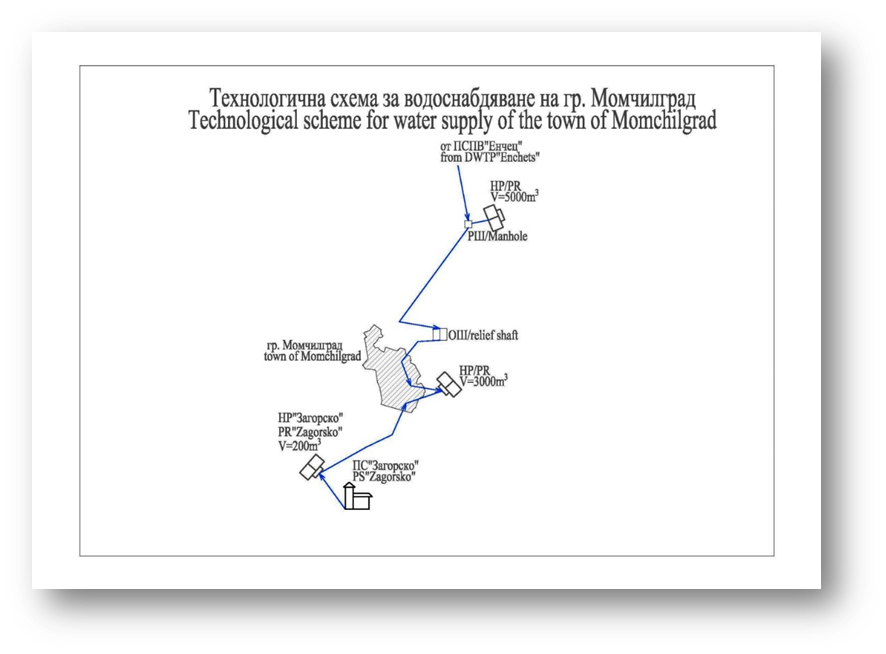 Технологична схема за водоснабдяване на гр. Момчилград
Technological scheme for water supply of the town of Momchilgrad
от ПСПВ"Енчец"
from DWTP"Enchets"
НР/PR
V=5000m³
РШ/Manhole
ОШ/relief shaft
гр. Момчилград
town of Momchilgrad
НР/PR
V=3000m³
НР"Загорско"
PR"Zagorsko"
V=200m³
ПС"Загорско"
PS"Zagorsko"